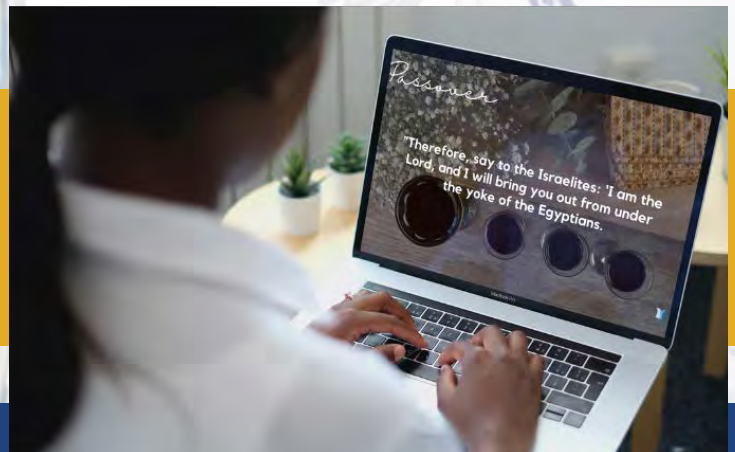 Passover
"Therefore, say to the Israelites: 'I am the
Lord, and I will bring you out from under
the yoke of the Egyptians.
MacBook Pro